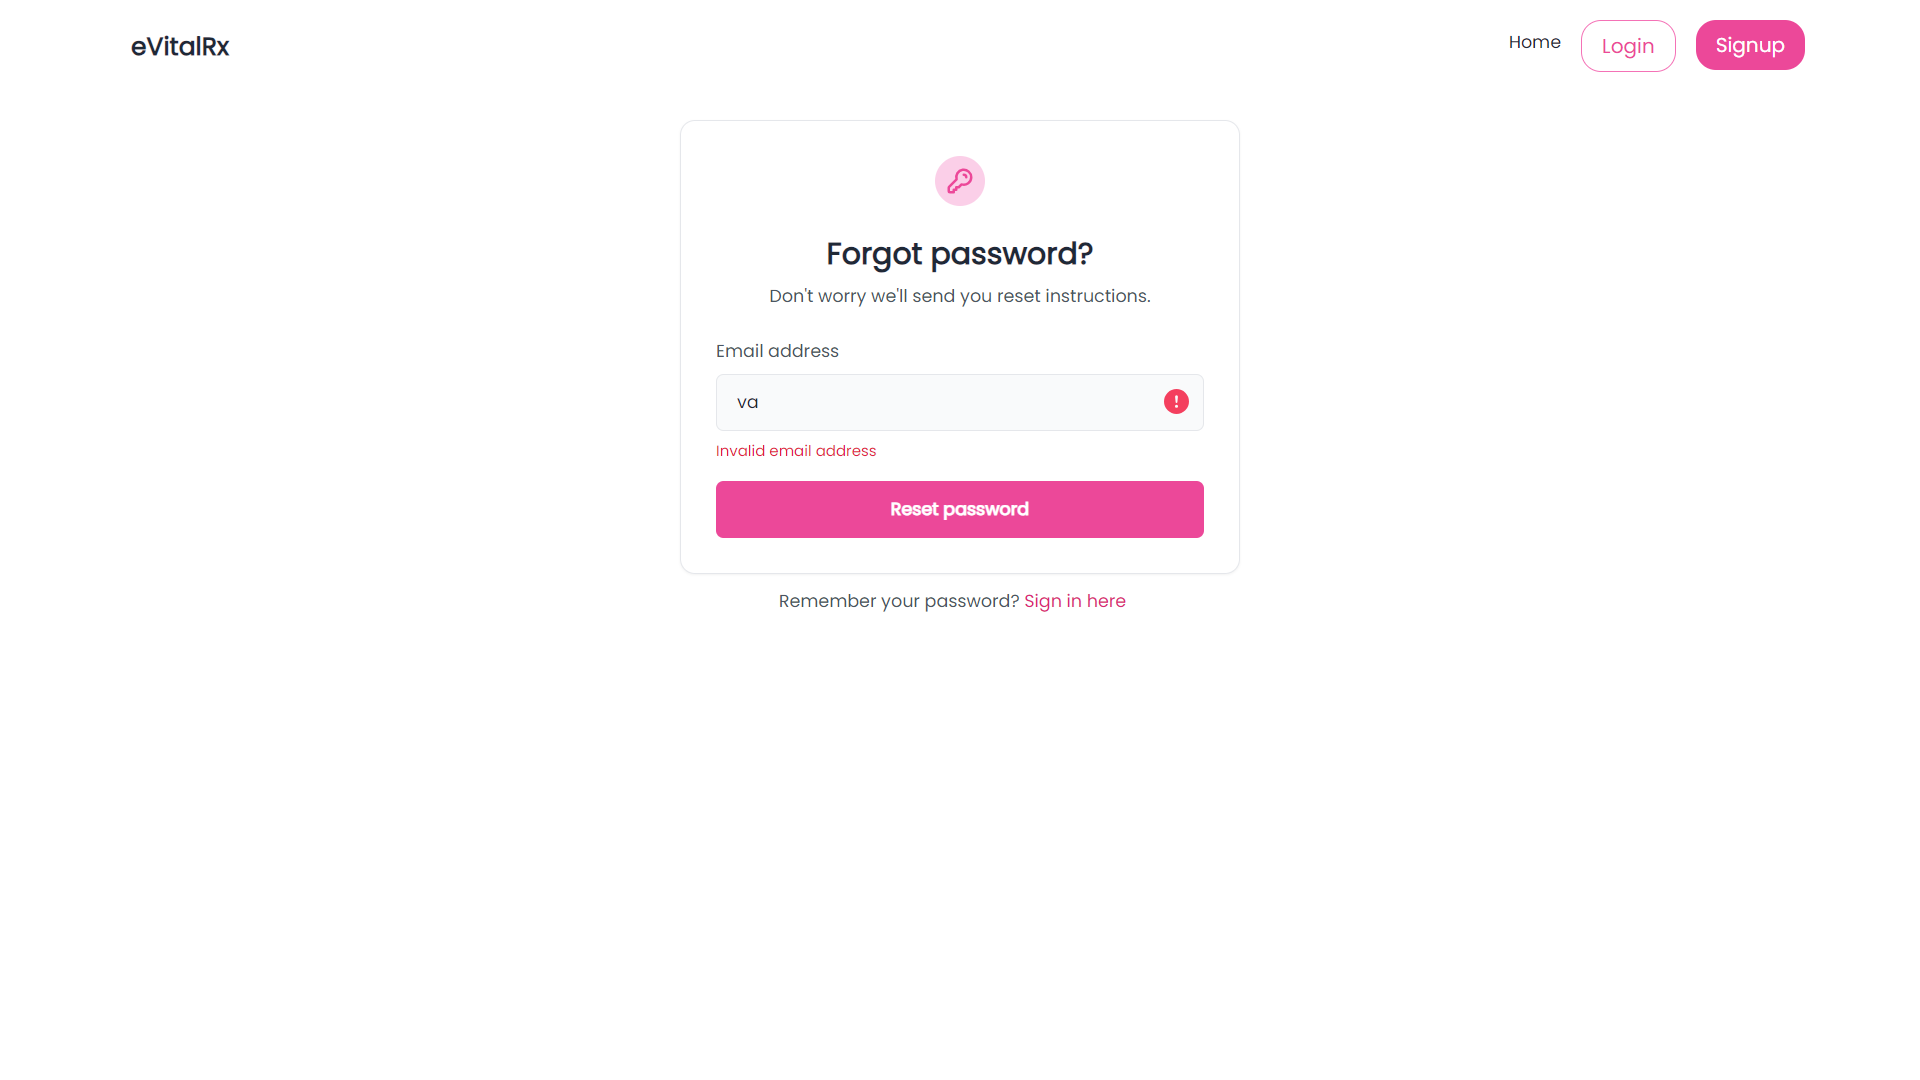 eVitalRx
Home
Login
Signup
Forgot password?
Don't worry we'll send you reset instructions.
Email address
va
Invalid email address
Reset password
Remember your password? Sign in here